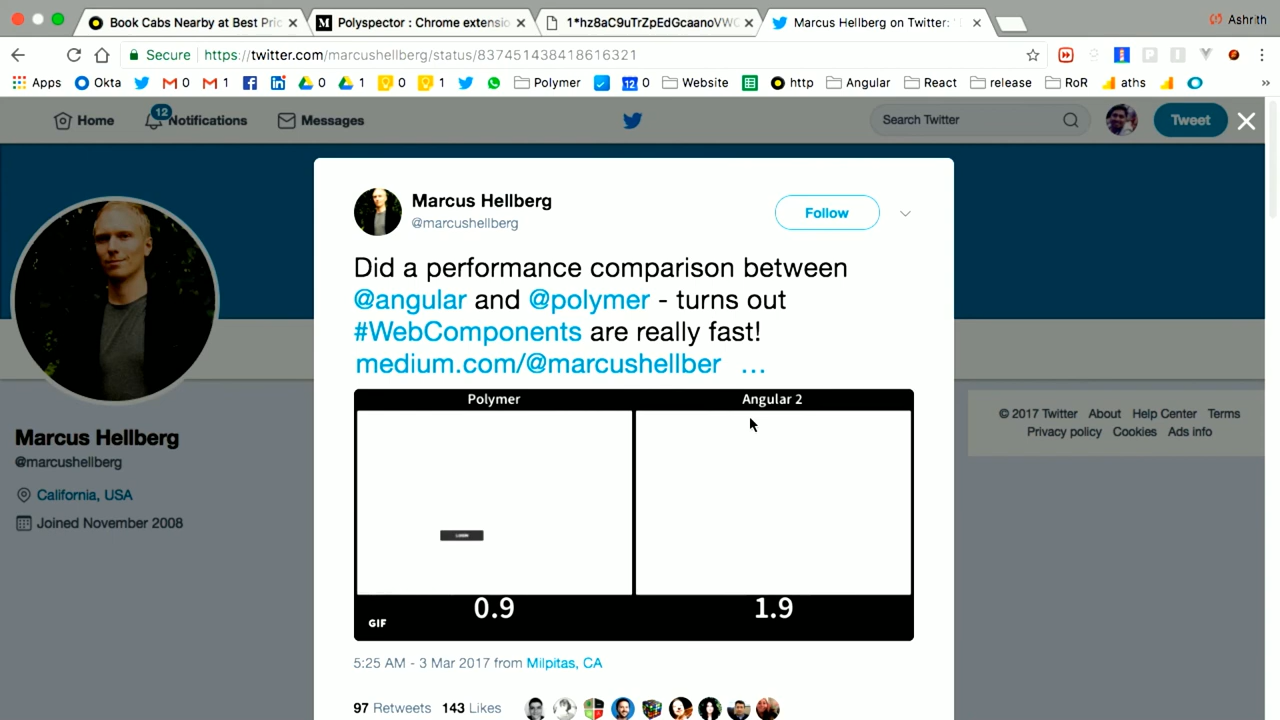 Book Cabs Nearby at Best Pric
Polyspector : Chrome extensio
1*hz8aC9uTrZpEdGcaanoVWC
Marcus Hellberg on Twitter: "
Ashrith
Secure https://twitter.com/marcushellberg/status/837451438418616321
Apps Okta 0 1 0 1 0 1 Polymer 12 0 Website http Angular React release RoR aths »
Home 12 Notifications Messages Search Twitter Tweet
Marcus Hellberg
@marcushellberg
Follow
Did a performance comparison between
@angular and @polymer - turns out
#WebComponents are really fast!
medium.com/@marcushellber …
Polymer Angular 2
0.9 1.9
GIF
5:25 AM - 3 Mar 2017 from Milpitas, CA
97 Retweets 143 Likes
Marcus Hellberg
@marcushellberg
California, USA
Joined November 2008
© 2017 Twitter About Help Center Terms
Privacy policy Cookies Ads info